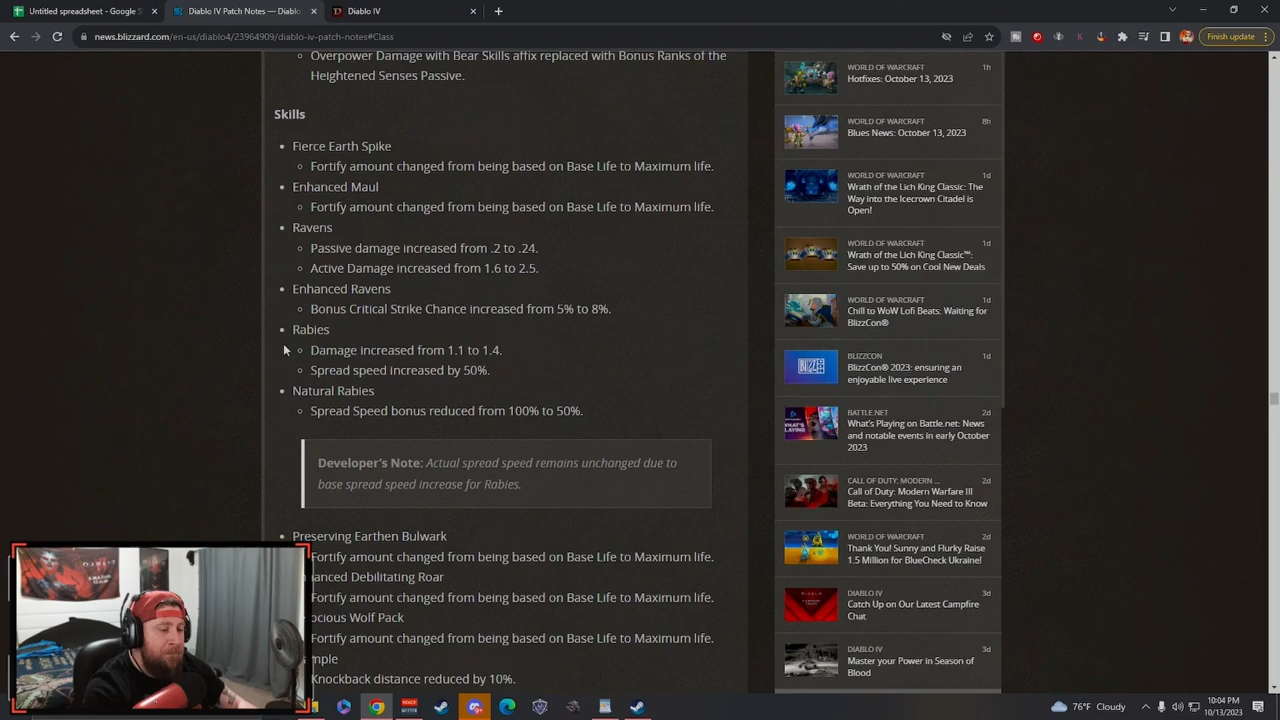 Untitled spreadsheet - Google S
Diablo IV Patch Notes — Diablo
Diablo IV
news.blizzard.com/en-us/diablo4/23964909/diablo-iv-patch-notes#Class
Finish update
Overpower Damage with Bear Skills affix replaced with Bonus Ranks of the
Heightened Senses Passive.
Skills
Fierce Earth Spike
Fortify amount changed from being based on Base Life to Maximum life.
Enhanced Maul
Fortify amount changed from being based on Base Life to Maximum life.
Ravens
Passive damage increased from .2 to .24.
Active Damage increased from 1.6 to 2.5.
Enhanced Ravens
Bonus Critical Strike Chance increased from 5% to 8%.
Rabies
Damage increased from 1.1 to 1.4.
Spread speed increased by 50%.
Natural Rabies
Spread Speed bonus reduced from 100% to 50%.
Developer's Note: Actual spread speed remains unchanged due to
base spread speed increase for Rabies.
Preserving Earthen Bulwark
Fortify amount changed from being based on Base Life to Maximum life.
hanced Debilitating Roar
Fortify amount changed from being based on Base Life to Maximum life.
ocious Wolf Pack
Fortify amount changed from being based on Base Life to Maximum life.
ample
Knockback distance reduced by 10%.
WORLD OF WARCRAFT 1h
Hotfixes: October 13, 2023
WORLD OF WARCRAFT 8h
Blues News: October 13, 2023
WORLD OF WARCRAFT 1d
Wrath of the Lich King Classic: The
Way into the Icecrown Citadel is
Open!
WORLD OF WARCRAFT 1d
Wrath of the Lich King Classic™:
Save up to 50% on Cool New Deals
WORLD OF WARCRAFT 1d
Chill to WoW Lofi Beats: Waiting for
BlizzCon®
BLIZZCON 1d
BlizzCon® 2023: ensuring an
enjoyable live experience
BATTLE.NET 2d
What's Playing on Battle.net: News
and notable events in early October
2023
CALL OF DUTY: MODERN ... 2d
Call of Duty: Modern Warfare III
Beta: Everything You Need to Know
WORLD OF WARCRAFT 2d
Thank You! Sunny and Flurky Raise
1.5 Million for BlueCheck Ukraine!
DIABLO IV 3d
Catch Up on Our Latest Campfire
Chat
DIABLO IV 3d
Master your Power in Season of
Blood
76°F Cloudy
10:04 PM
10/13/2023